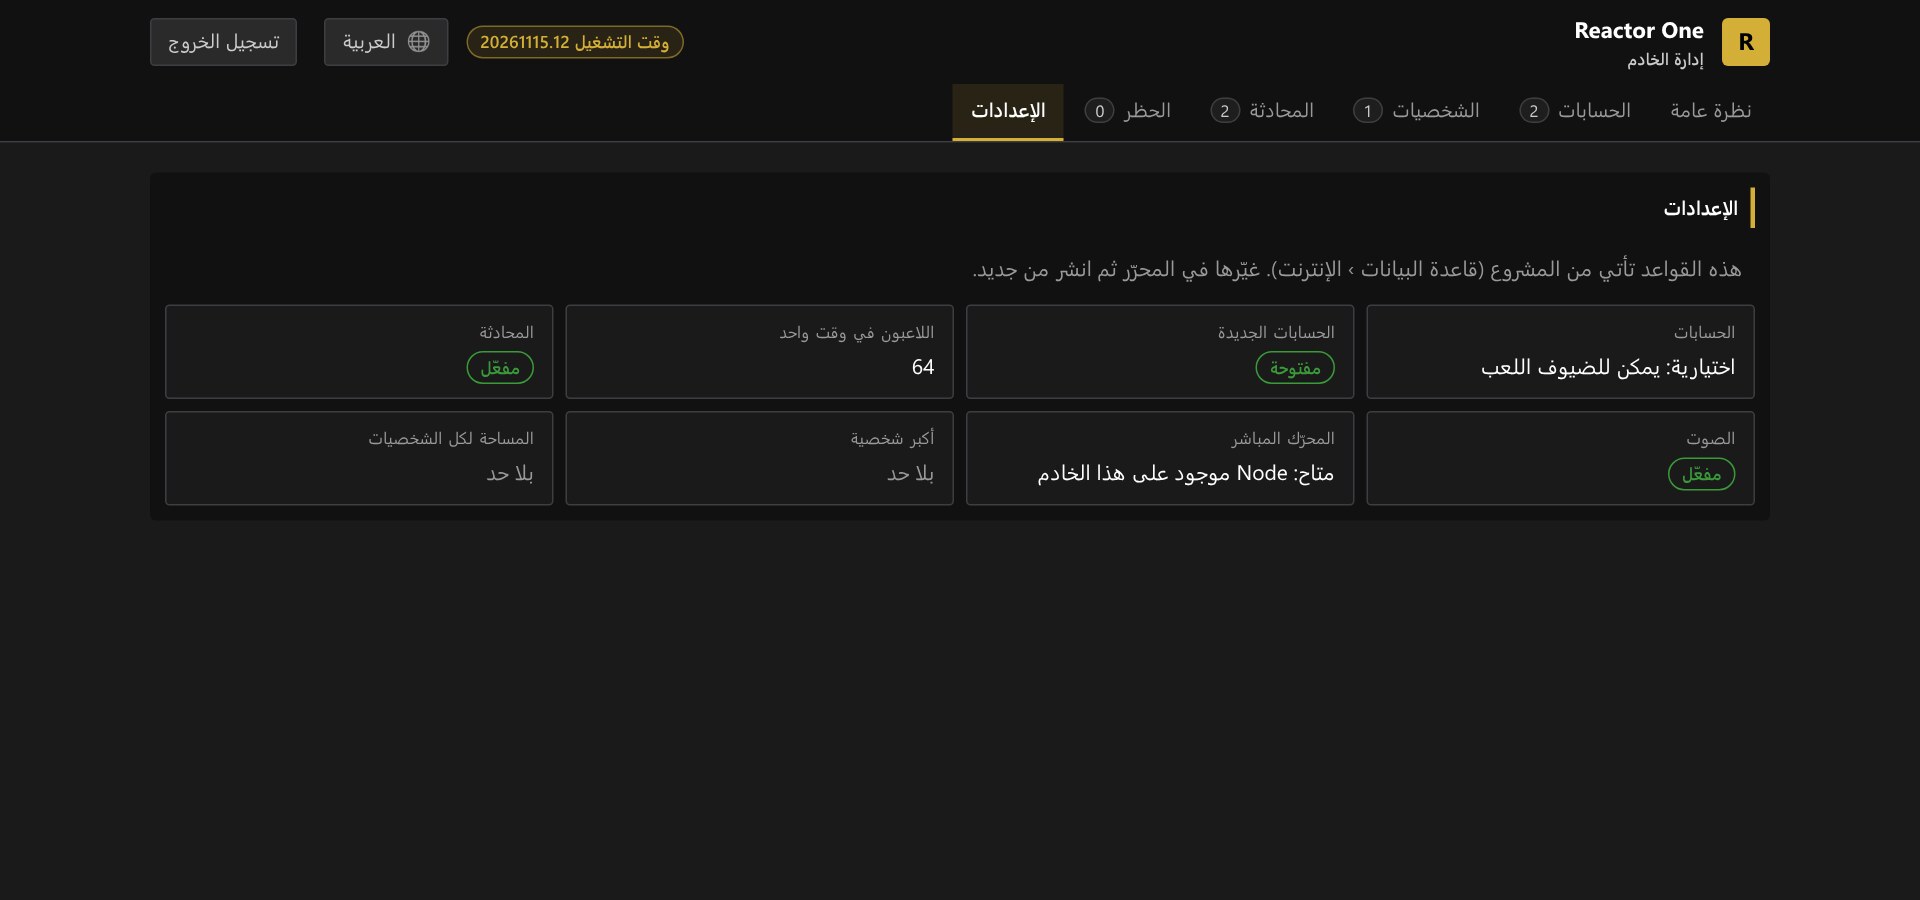 R
Reactor One
إدارة الخادم
وقت التشغيل 20261115.12
العربية
تسجيل الخروج
نظرة عامة
الحسابات 2
الشخصيات 1
المحادثة 2
الحظر 0
الإعدادات
الإعدادات
هذه القواعد تأتي من المشروع (قاعدة البيانات › الإنترنت). غيّرها في المحرّر ثم انشر من جديد.
الحسابات
اختيارية: يمكن للضيوف اللعب
الحسابات الجديدة
مفتوحة
اللاعبون في وقت واحد
64
المحادثة
مفعّل
الصوت
مفعّل
المحرّك المباشر
متاح: Node موجود على هذا الخادم
أكبر شخصية
بلا حد
المساحة لكل الشخصيات
بلا حد